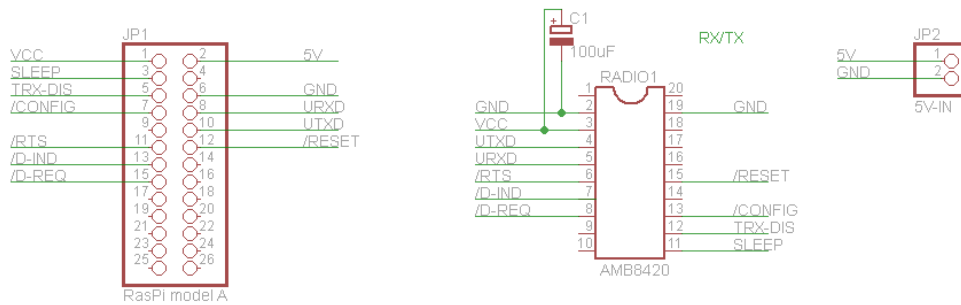 JP1
VCC 1 2 5V
SLEEP 3 4
TRX-DIS 5 6 GND
/CONFIG 7 8 URXD
9 10 UTXD
/RTS 11 12 /RESET
/D-IND 13 14
/D-REQ 15 16
17 18
19 20
21 22
23 24
25 26
RasPi model A
+ C1
100uF
RX/TX
RADIO1
1 20
GND 2 19 GND
VCC 3 18
UTXD 4 17
URXD 5 16
/RTS 6 15 /RESET
/D-IND 7 14
/D-REQ 8 13 /CONFIG
9 12 TRX-DIS
10 11 SLEEP
AMB8420
JP2
5V 1
GND 2
5V-IN